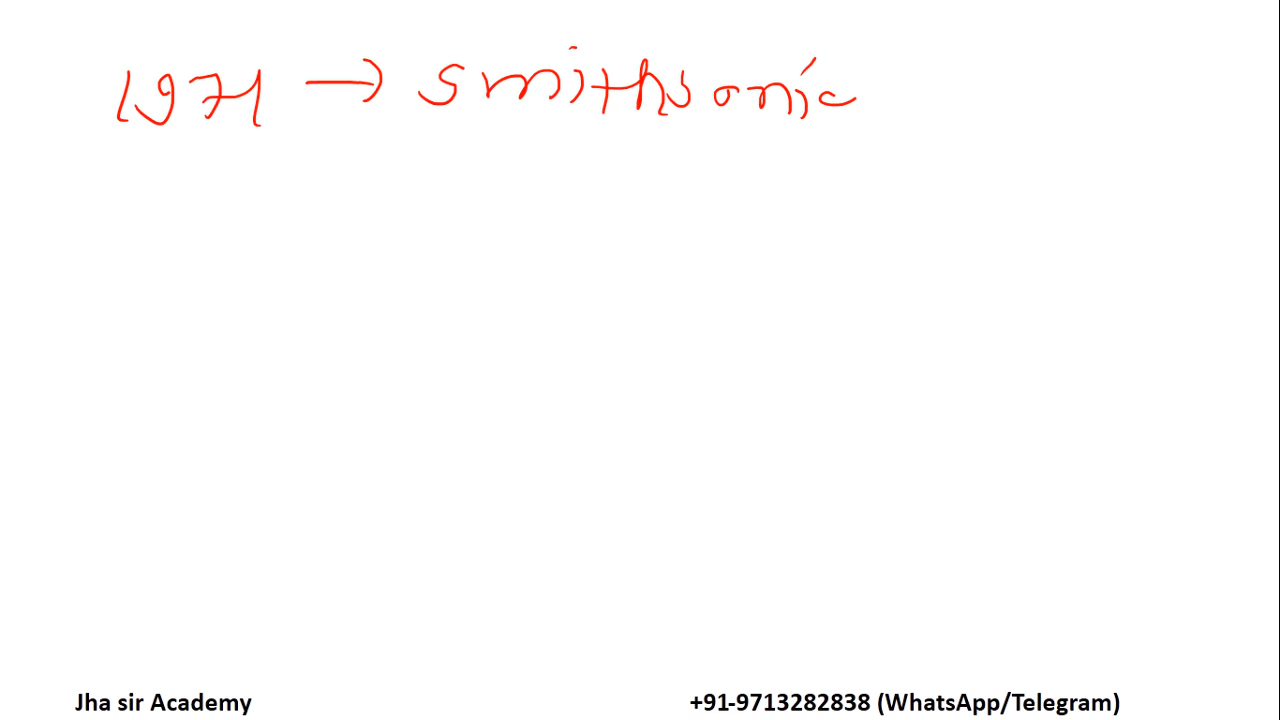 1971 → Smithsonic
Jha sir Academy
+91-9713282838 (WhatsApp/Telegram)